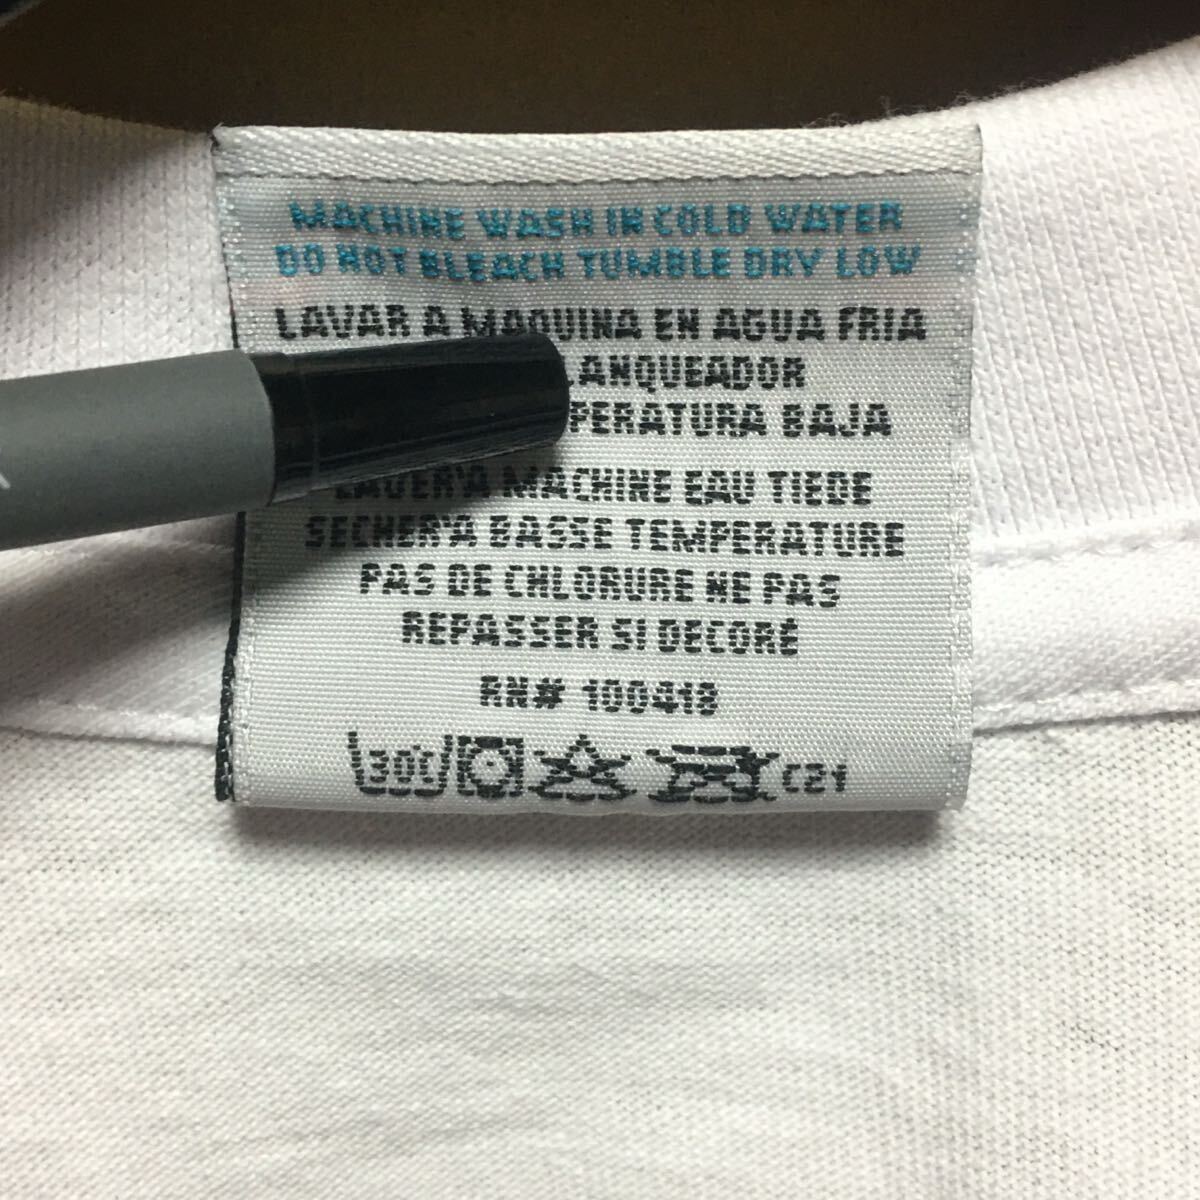 MACHINE WASH IN COLD WATER
DO NOT BLEACH TUMBLE DRY LOW
LAVAR A MAQUINA EN AGUA FRIA
LANQUEADOR
PERATURA BAJA
LAVER'A MACHINE EAU TIEDE
SECHER'A BASSE TEMPERATURE
PAS DE CHLORURE NE PAS
REPASSER SI DECORÉ
RN# 100418
30°C C21